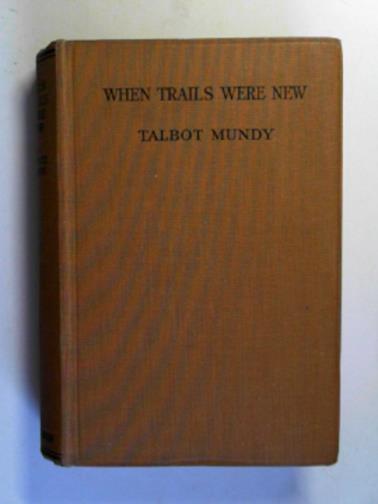 WHEN TRAILS WERE NEW
TALBOT MUNDY